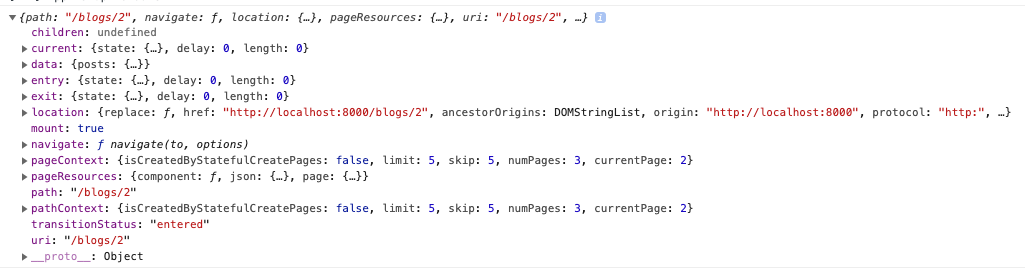 {path: "/blogs/2", navigate: ƒ, location: {…}, pageResources: {…}, uri: "/blogs/2", …} i
children: undefined
current: {state: {…}, delay: 0, length: 0}
data: {posts: {…}}
entry: {state: {…}, delay: 0, length: 0}
exit: {state: {…}, delay: 0, length: 0}
location: {replace: ƒ, href: "http://localhost:8000/blogs/2", ancestorOrigins: DOMStringList, origin: "http://localhost:8000", protocol: "http:", …}
mount: true
navigate: ƒ navigate(to, options)
pageContext: {isCreatedByStatefulCreatePages: false, limit: 5, skip: 5, numPages: 3, currentPage: 2}
pageResources: {component: ƒ, json: {…}, page: {…}}
path: "/blogs/2"
pathContext: {isCreatedByStatefulCreatePages: false, limit: 5, skip: 5, numPages: 3, currentPage: 2}
transitionStatus: "entered"
uri: "/blogs/2"
__proto__: Object